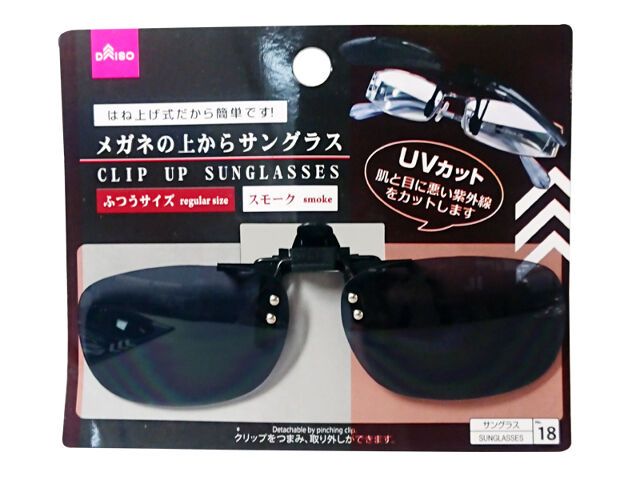 DAISO
はね上げ式だから簡単です!
メガネの上からサングラス
CLIP UP SUNGLASSES
ふつうサイズ regular size
スモーク smoke
UVカット
肌と目に悪い紫外線
をカットします
Detachable by pinching clip.
クリップをつまみ、取り外しができます。
サングラス
SUNGLASSES
No.
18